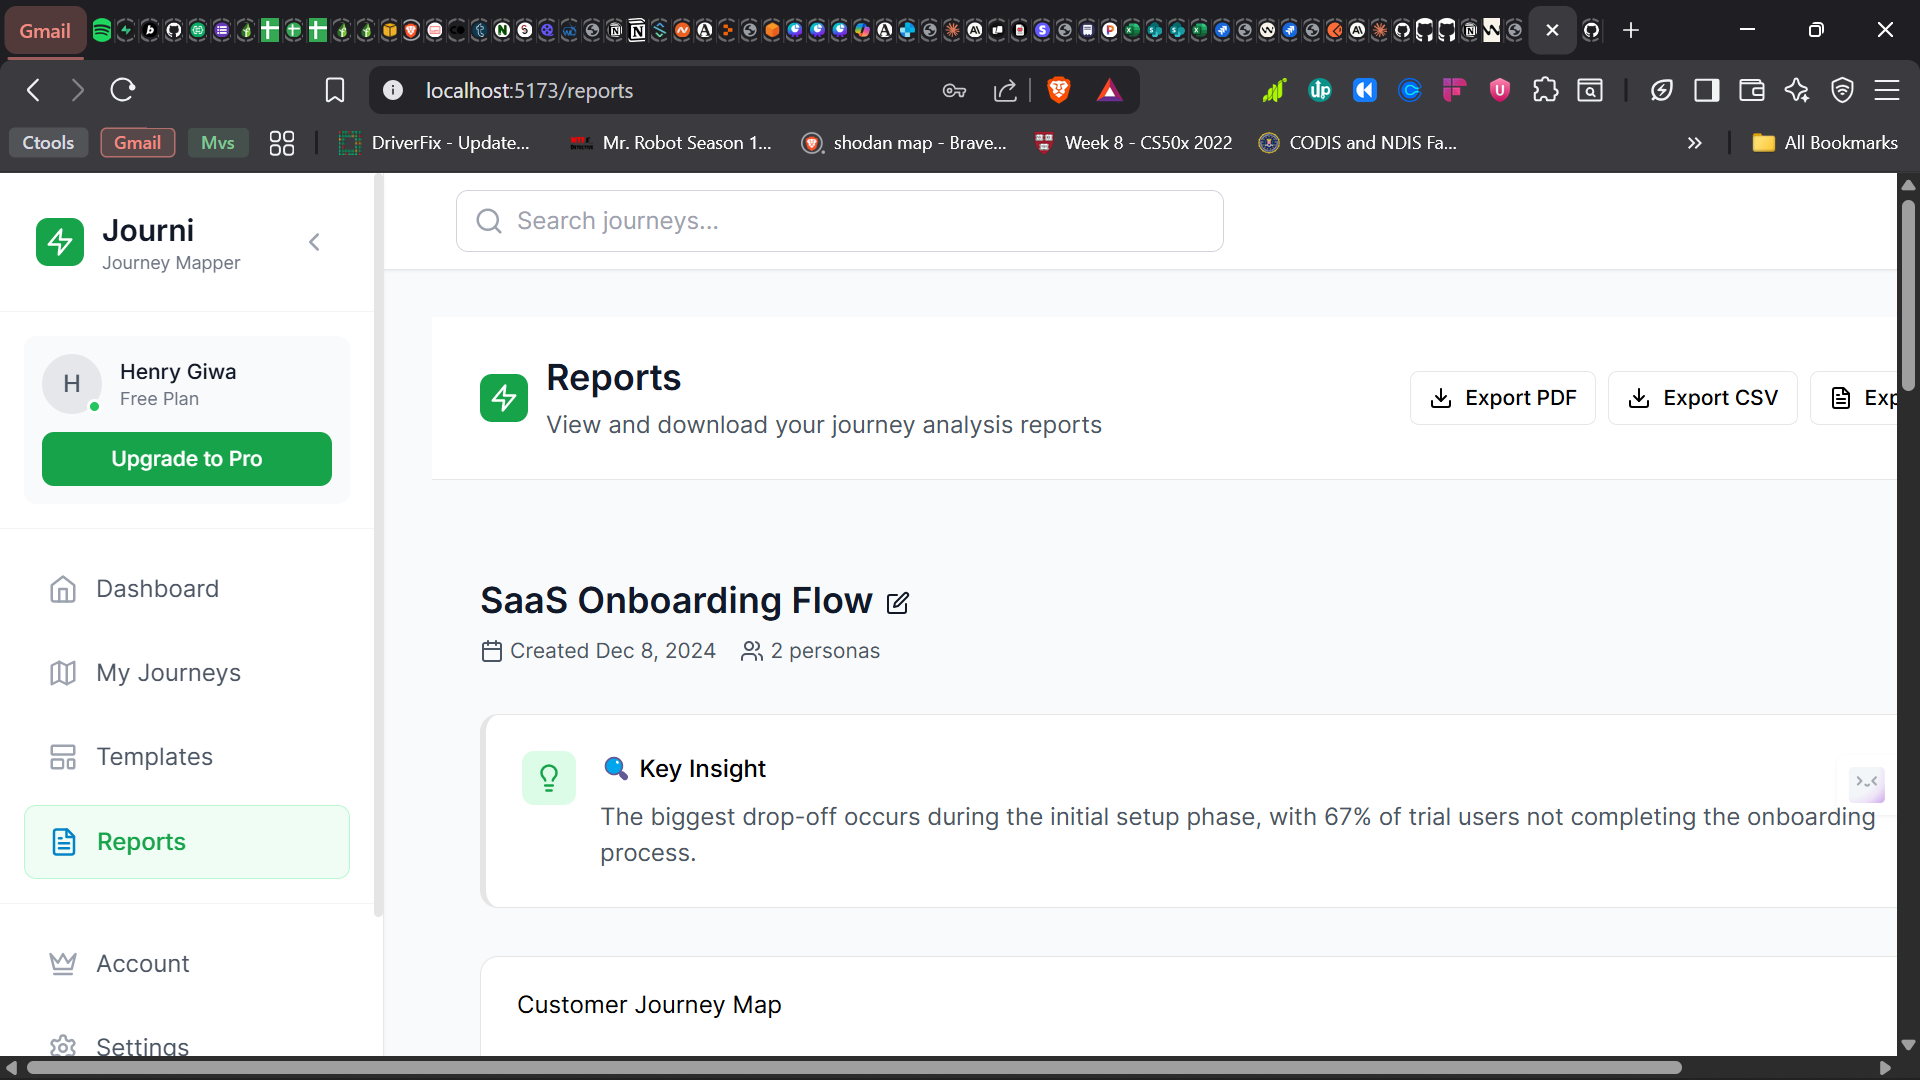 Gmail
localhost:5173/reports
Ctools
Gmail
Mvs
DriverFix - Update...
Mr. Robot Season 1...
shodan map - Brave...
Week 8 - CS50x 2022
CODIS and NDIS Fa...
All Bookmarks
Journi
Journey Mapper
Search journeys...
H
Henry Giwa
Free Plan
Upgrade to Pro
Dashboard
My Journeys
Templates
Reports
Account
Settings
Reports
View and download your journey analysis reports
Export PDF
Export CSV
Exp
SaaS Onboarding Flow
Created Dec 8, 2024
2 personas
Key Insight
The biggest drop-off occurs during the initial setup phase, with 67% of trial users not completing the onboarding
process.
Customer Journey Map